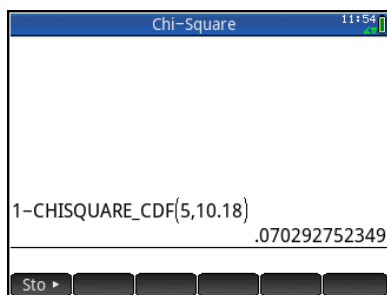 Chi-Square
11:54
∡π
1-CHISQUARE_CDF(5,10.18)
.070292752349
Sto ▸